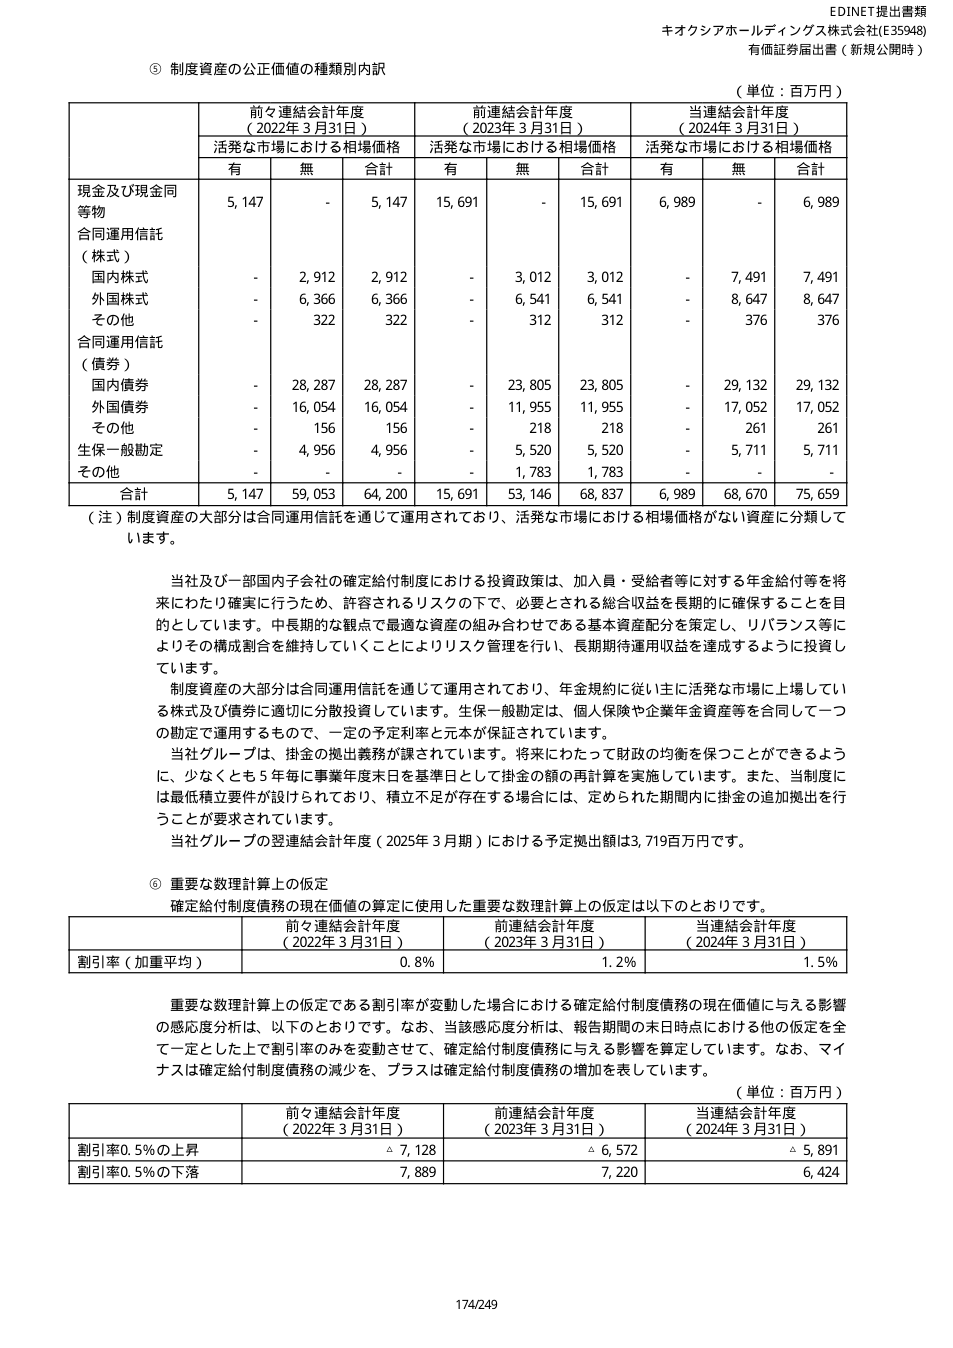 EDINET提出書類
キオクシアホールディングス株式会社(E35948)
有価証券届出書(新規公開時)
⑤ 制度資産の公正価値の種類別内訳
(単位:百万円)
前々連結会計年度 前連結会計年度 当連結会計年度
(2022年3月31日) (2023年3月31日) (2024年3月31日)
活発な市場における相場価格 活発な市場における相場価格 活発な市場における相場価格
有 無 合計 有 無 合計 有 無 合計
現金及び現金同
等物 5,147 - 5,147 15,691 - 15,691 6,989 - 6,989
合同運用信託
(株式)
国内株式 - 2,912 2,912 - 3,012 3,012 - 7,491 7,491
外国株式 - 6,366 6,366 - 6,541 6,541 - 8,647 8,647
その他 - 322 322 - 312 312 - 376 376
合同運用信託
(債券)
国内債券 - 28,287 28,287 - 23,805 23,805 - 29,132 29,132
外国債券 - 16,054 16,054 - 11,955 11,955 - 17,052 17,052
その他 - 156 156 - 218 218 - 261 261
生保一般勘定 - 4,956 4,956 - 5,520 5,520 - 5,711 5,711
その他 - - - - 1,783 1,783 - - -
合計 5,147 59,053 64,200 15,691 53,146 68,837 6,989 68,670 75,659
(注)制度資産の大部分は合同運用信託を通じて運用されており、活発な市場における相場価格がない資産に分類して
います。
当社及び一部国内子会社の確定給付制度における投資政策は、加入員・受給者等に対する年金給付等を将
来にわたり確実に行うため、許容されるリスクの下で、必要とされる総合収益を長期的に確保することを目
的としています。中長期的な観点で最適な資産の組み合わせである基本資産配分を策定し、リバランス等に
よりその構成割合を維持していくことによりリスク管理を行い、長期期待運用収益を達成するように投資し
ています。
制度資産の大部分は合同運用信託を通じて運用されており、年金規約に従い主に活発な市場に上場してい
る株式及び債券に適切に分散投資しています。生保一般勘定は、個人保険や企業年金資産等を合同して一つ
の勘定で運用するもので、一定の予定利率と元本が保証されています。
当社グループは、掛金の拠出義務が課されています。将来にわたって財政の均衡を保つことができるよう
に、少なくとも5年毎に事業年度末日を基準日として掛金の額の再計算を実施しています。また、当制度に
は最低積立要件が設けられており、積立不足が存在する場合には、定められた期間内に掛金の追加拠出を行
うことが要求されています。
当社グループの翌連結会計年度(2025年3月期)における予定拠出額は3,719百万円です。
⑥ 重要な数理計算上の仮定
確定給付制度債務の現在価値の算定に使用した重要な数理計算上の仮定は以下のとおりです。
前々連結会計年度 前連結会計年度 当連結会計年度
(2022年3月31日) (2023年3月31日) (2024年3月31日)
割引率(加重平均) 0.8% 1.2% 1.5%
重要な数理計算上の仮定である割引率が変動した場合における確定給付制度債務の現在価値に与える影響
の感応度分析は、以下のとおりです。なお、当該感応度分析は、報告期間の末日時点における他の仮定を全
て一定とした上で割引率のみを変動させて、確定給付制度債務に与える影響を算定しています。なお、マイ
ナスは確定給付制度債務の減少を、プラスは確定給付制度債務の増加を表しています。
(単位:百万円)
前々連結会計年度 前連結会計年度 当連結会計年度
(2022年3月31日) (2023年3月31日) (2024年3月31日)
割引率0.5%の上昇 △7,128 △6,572 △5,891
割引率0.5%の下落 7,889 7,220 6,424
174/249